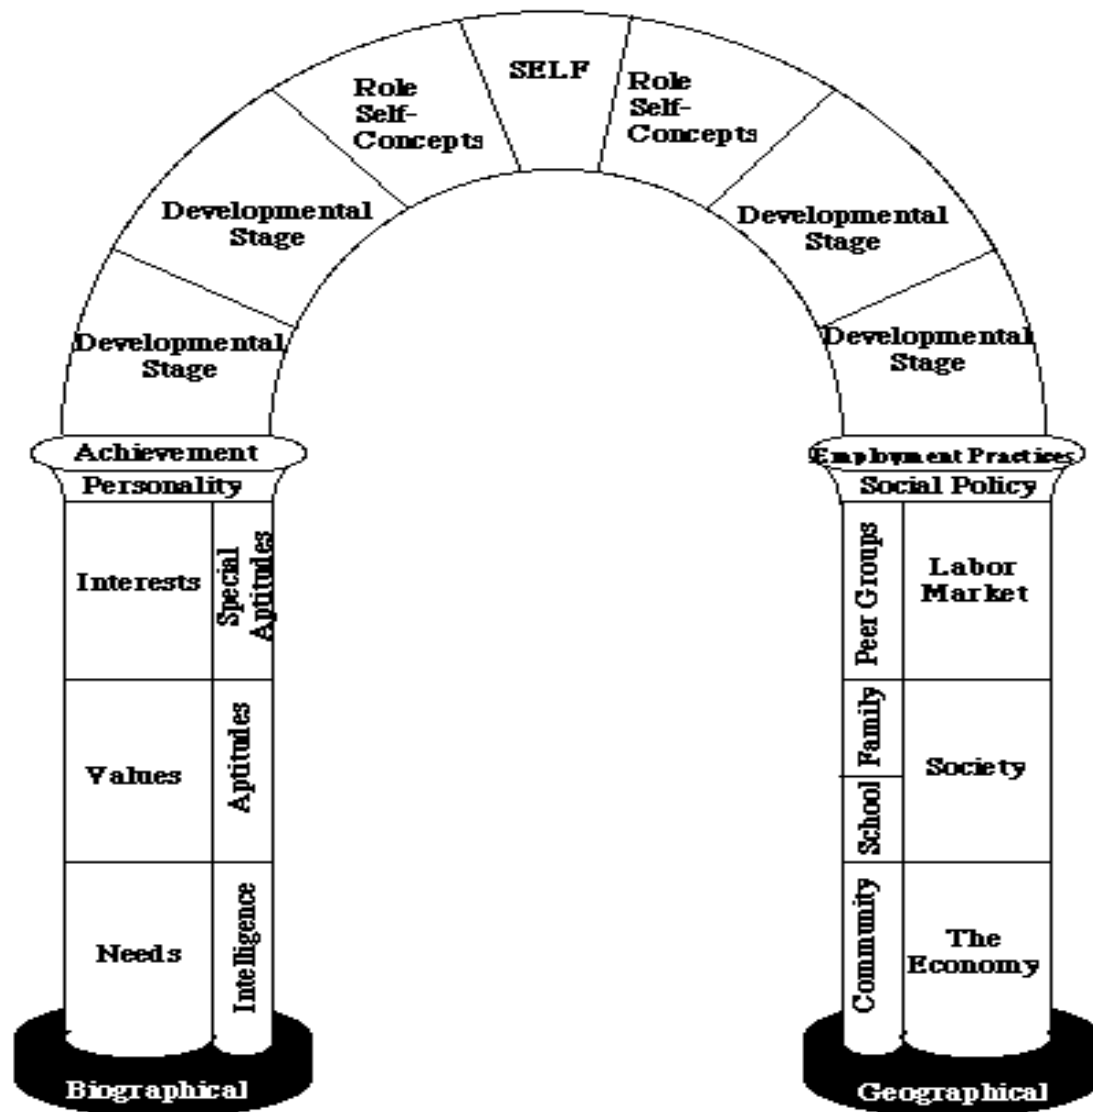 SELF
Role
Self-
Concepts
Role
Self-
Concepts
Developmental
Stage
Developmental
Stage
Developmental
Stage
Developmental
Stage
Achievement
Personality
Employment Practices
Social Policy
Interests
Special
Aptitudes
Peer Groups
Labor
Market
Values
Aptitudes
Family
School
Society
Needs
Intelligence
Community
The
Economy
Biographical
Geographical